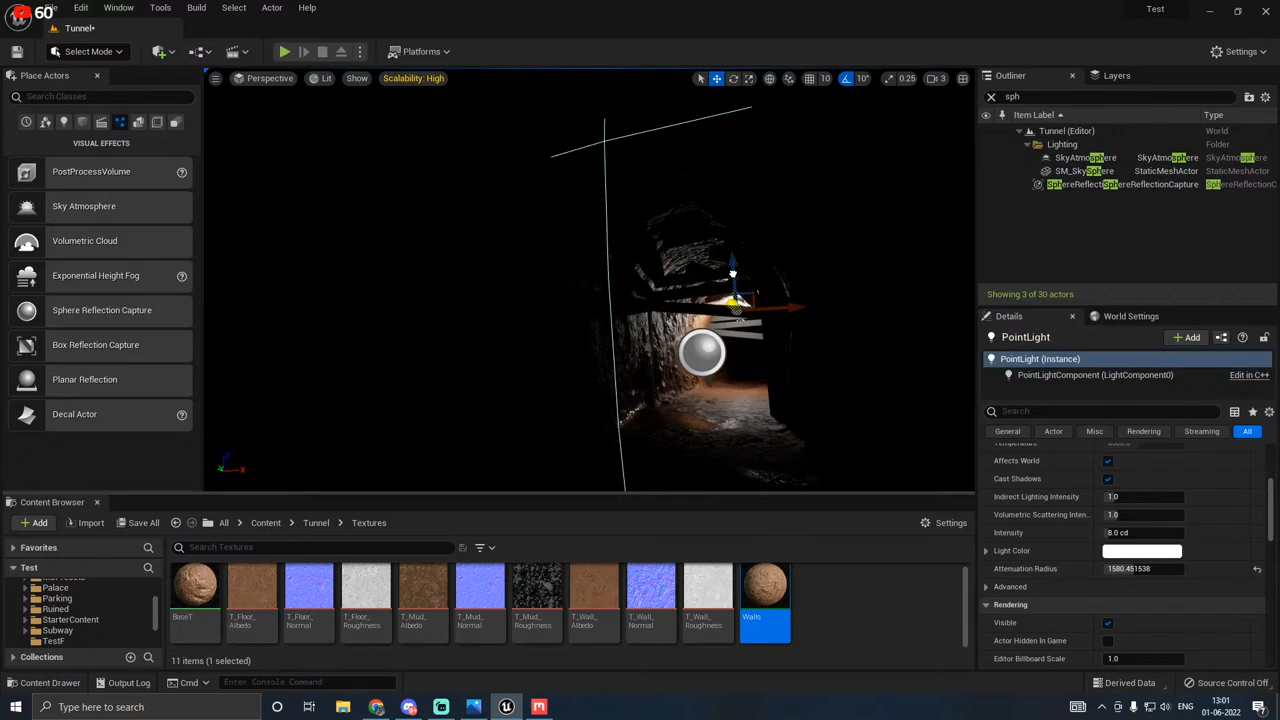 60
Edit Window Tools Build Select Actor Help
Test
Tunnel*
Select Mode
Platforms
Settings
Place Actors
Search Classes
VISUAL EFFECTS
PostProcessVolume
Sky Atmosphere
Volumetric Cloud
Exponential Height Fog
Sphere Reflection Capture
Box Reflection Capture
Planar Reflection
Decal Actor
Perspective Lit Show Scalability: High
10 10° 0.25 3
Z X
Outliner Layers
sph
Item Label Type
Tunnel (Editor) World
Lighting Folder
SkyAtmosphere SkyAtmosphere SkyAtmosphere
SM_SkySphere StaticMeshActor StaticMeshActor
SphereReflectSphereReflectionCapture SphereReflectionC
Showing 3 of 30 actors
Details World Settings
PointLight
Add
PointLight (Instance)
PointLightComponent (LightComponent0) Edit in C++
Search
General Actor Misc Rendering Streaming All
Affects World
Cast Shadows
Indirect Lighting Intensity 1.0
Volumetric Scattering Inten... 1.0
Intensity 8.0 cd
Light Color
Attenuation Radius 1580.451538
Advanced
Rendering
Visible
Actor Hidden In Game
Editor Billboard Scale 1.0
Content Browser
Add Import Save All All Content Tunnel Textures Settings
Favorites
Search Textures
Test
Palace
Parking
Ruined
StarterContent
Subway
TestF
Collections
BaseT
T_Floor_Albedo
T_Floor_Normal
T_Floor_Roughness
T_Mud_Albedo
T_Mud_Normal
T_Mud_Roughness
T_Wall_Albedo
T_Wall_Normal
T_Wall_Roughness
Walls
11 items (1 selected)
Content Drawer Output Log Cmd Enter Console Command Derived Data Source Control Off
Type here to search
ENG
13:01
01-06-2022